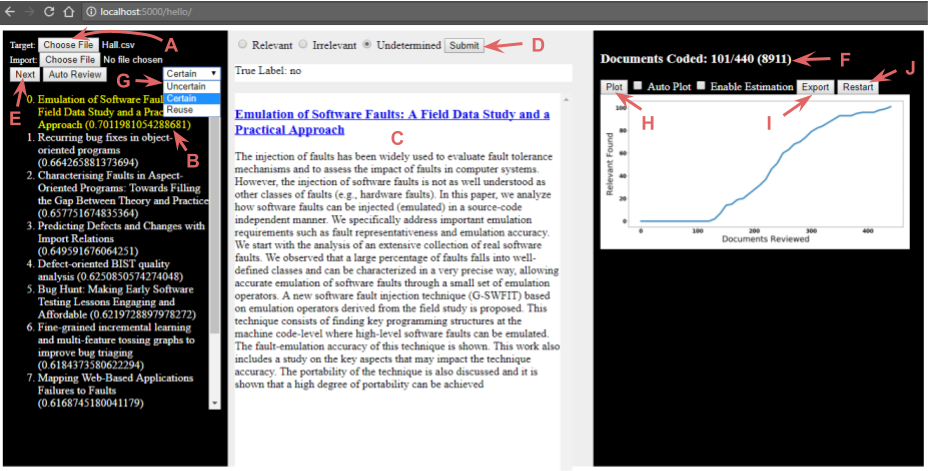 localhost:5000/hello/
Target: Choose File Hall.csv
A
Import: Choose File No file chosen
Next Auto Review Certain
G
Uncertain
Certain
Reuse
E
B
0. Emulation of Software Faul
Field Data Study and a Prac
Approach (0.7011981054288681)
1. Recurring bug fixes in object-
oriented programs
(0.664265881373694)
2. Characterising Faults in Aspect-
Oriented Programs: Towards Filling
the Gap Between Theory and Practice
(0.657751674835364)
3. Predicting Defects and Changes with
Import Relations
(0.649591676064251)
4. Defect-oriented BIST quality
analysis (0.6250850574274048)
5. Bug Hunt: Making Early Software
Testing Lessons Engaging and
Affordable (0.6219728897978272)
6. Fine-grained incremental learning
and multi-feature tossing graphs to
improve bug triaging
(0.6184373580622294)
7. Mapping Web-Based Applications
Failures to Faults
(0.6168745180041179)
Relevant Irrelevant Undetermined Submit
D
True Label: no
Emulation of Software Faults: A Field Data Study and a
Practical Approach
C
The injection of faults has been widely used to evaluate fault tolerance
mechanisms and to assess the impact of faults in computer systems.
However, the injection of software faults is not as well understood as
other classes of faults (e.g., hardware faults). In this paper, we analyze
how software faults can be injected (emulated) in a source-code
independent manner. We specifically address important emulation
requirements such as fault representativeness and emulation accuracy.
We start with the analysis of an extensive collection of real software
faults. We observed that a large percentage of faults falls into well-
defined classes and can be characterized in a very precise way, allowing
accurate emulation of software faults through a small set of emulation
operators. A new software fault injection technique (G-SWFIT) based
on emulation operators derived from the field study is proposed. This
technique consists of finding key programming structures at the
machine code-level where high-level software faults can be emulated.
The fault-emulation accuracy of this technique is shown. This work also
includes a study on the key aspects that may impact the technique
accuracy. The portability of the technique is also discussed and it is
shown that a high degree of portability can be achieved
Documents Coded: 101/440 (8911)
F
J
Plot Auto Plot Enable Estimation Export Restart
H
I
Relevant Found
100
80
60
40
20
0
0 100 200 300 400
Documents Reviewed